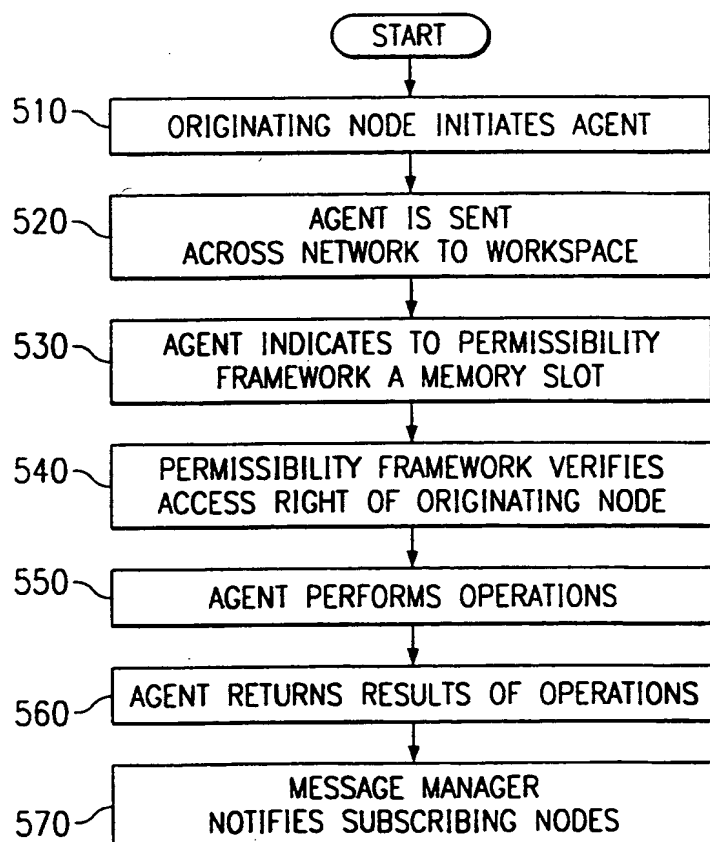 START
510
ORIGINATING NODE INITIATES AGENT
520
AGENT IS SENT
ACROSS NETWORK TO WORKSPACE
530
AGENT INDICATES TO PERMISSIBILITY
FRAMEWORK A MEMORY SLOT
540
PERMISSIBILITY FRAMEWORK VERIFIES
ACCESS RIGHT OF ORIGINATING NODE
550
AGENT PERFORMS OPERATIONS
560
AGENT RETURNS RESULTS OF OPERATIONS
570
MESSAGE MANAGER
NOTIFIES SUBSCRIBING NODES